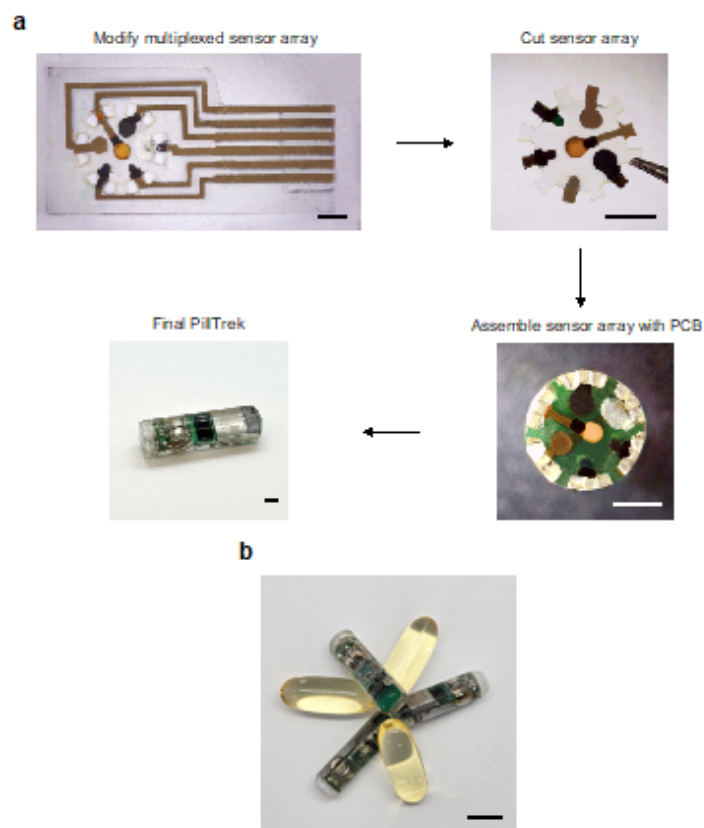 a
Modify multiplexed sensor array
Cut sensor array
Final PillTrek
Assemble sensor array with PCB
b